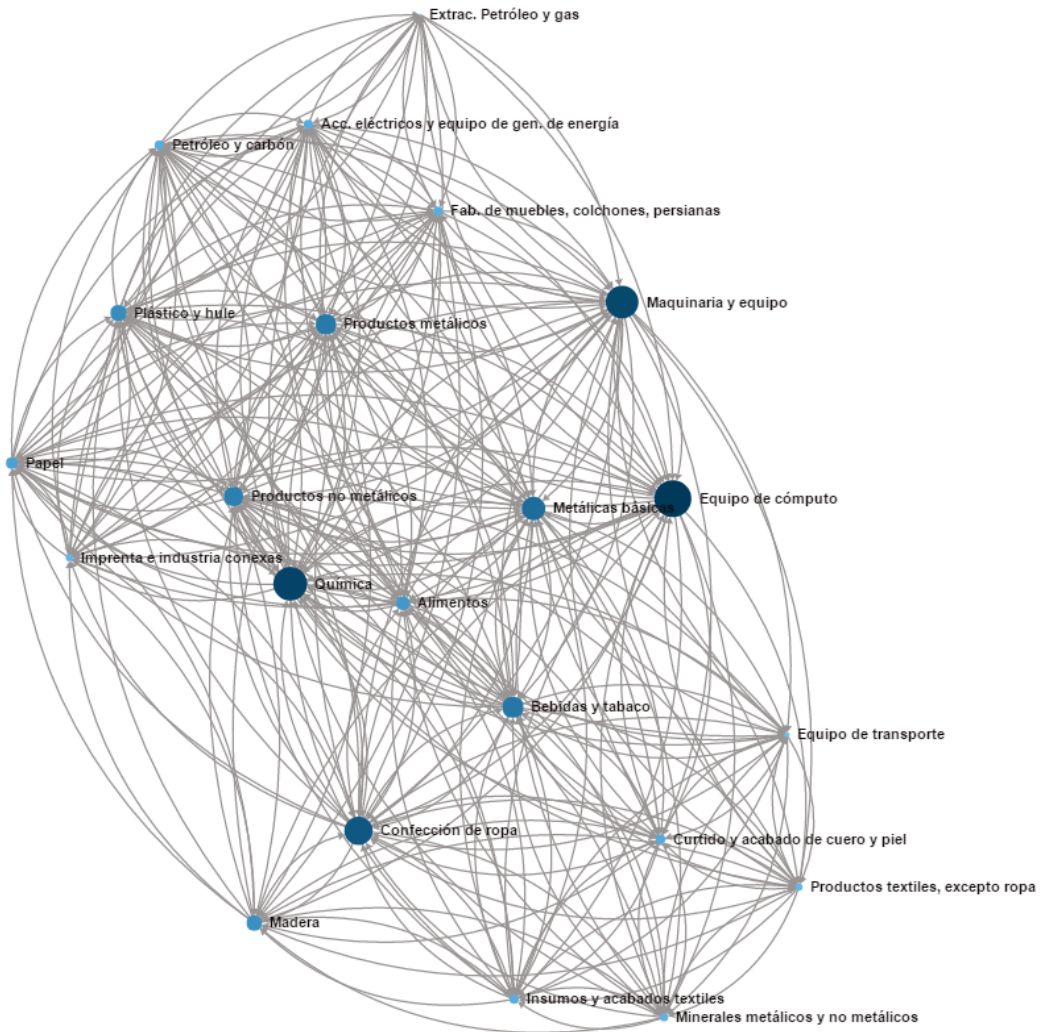 Extrac. Petróleo y gas
Acc. eléctricos y equipo de gen. de energía
Petróleo y carbón
Fab. de muebles, colchones, persianas
Maquinaria y equipo
Plástico y hule
Productos metálicos
Papel
Productos no metálicos
Metálicas básicas
Equipo de cómputo
Imprenta e industria conexas
Química
Alimentos
Bebidas y tabaco
Equipo de transporte
Confección de ropa
Curtido y acabado de cuero y piel
Productos textiles, excepto ropa
Madera
Insumos y acabados textiles
Minerales metálicos y no metálicos